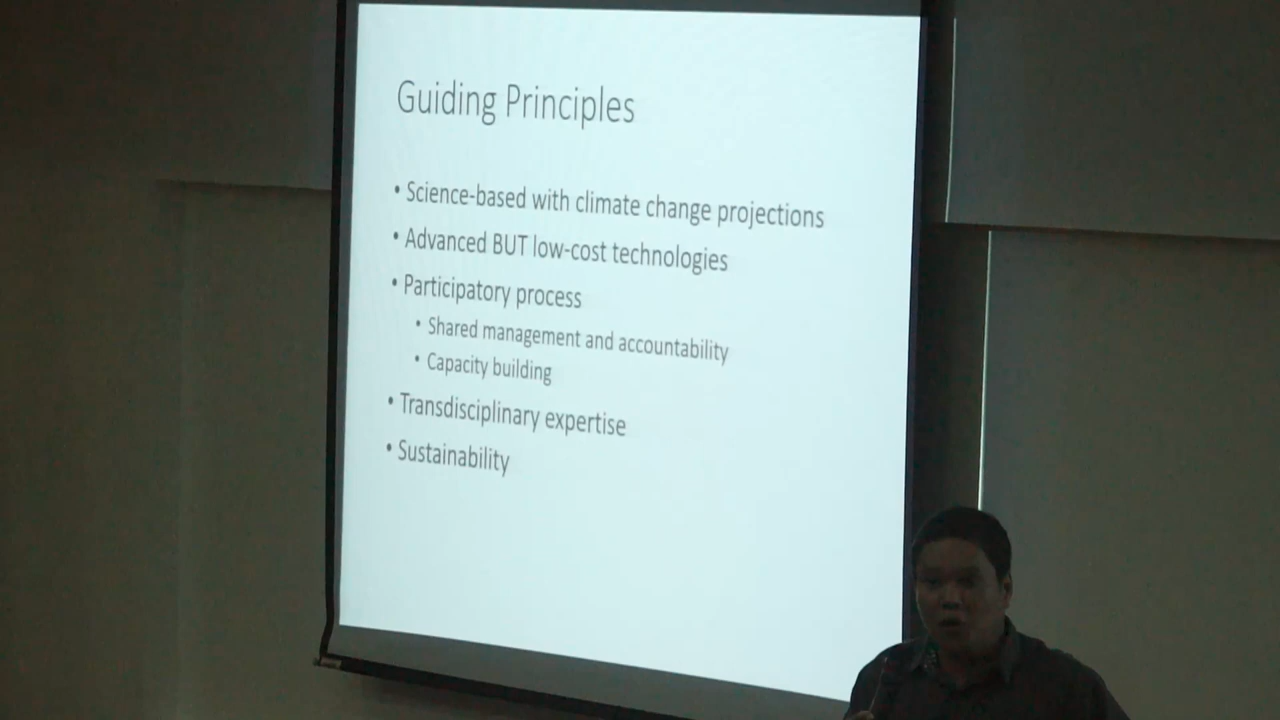 Guiding Principles
• Science-based with climate change projections
• Advanced BUT low-cost technologies
• Participatory process
• Shared management and accountability
• Capacity building
• Transdisciplinary expertise
• Sustainability